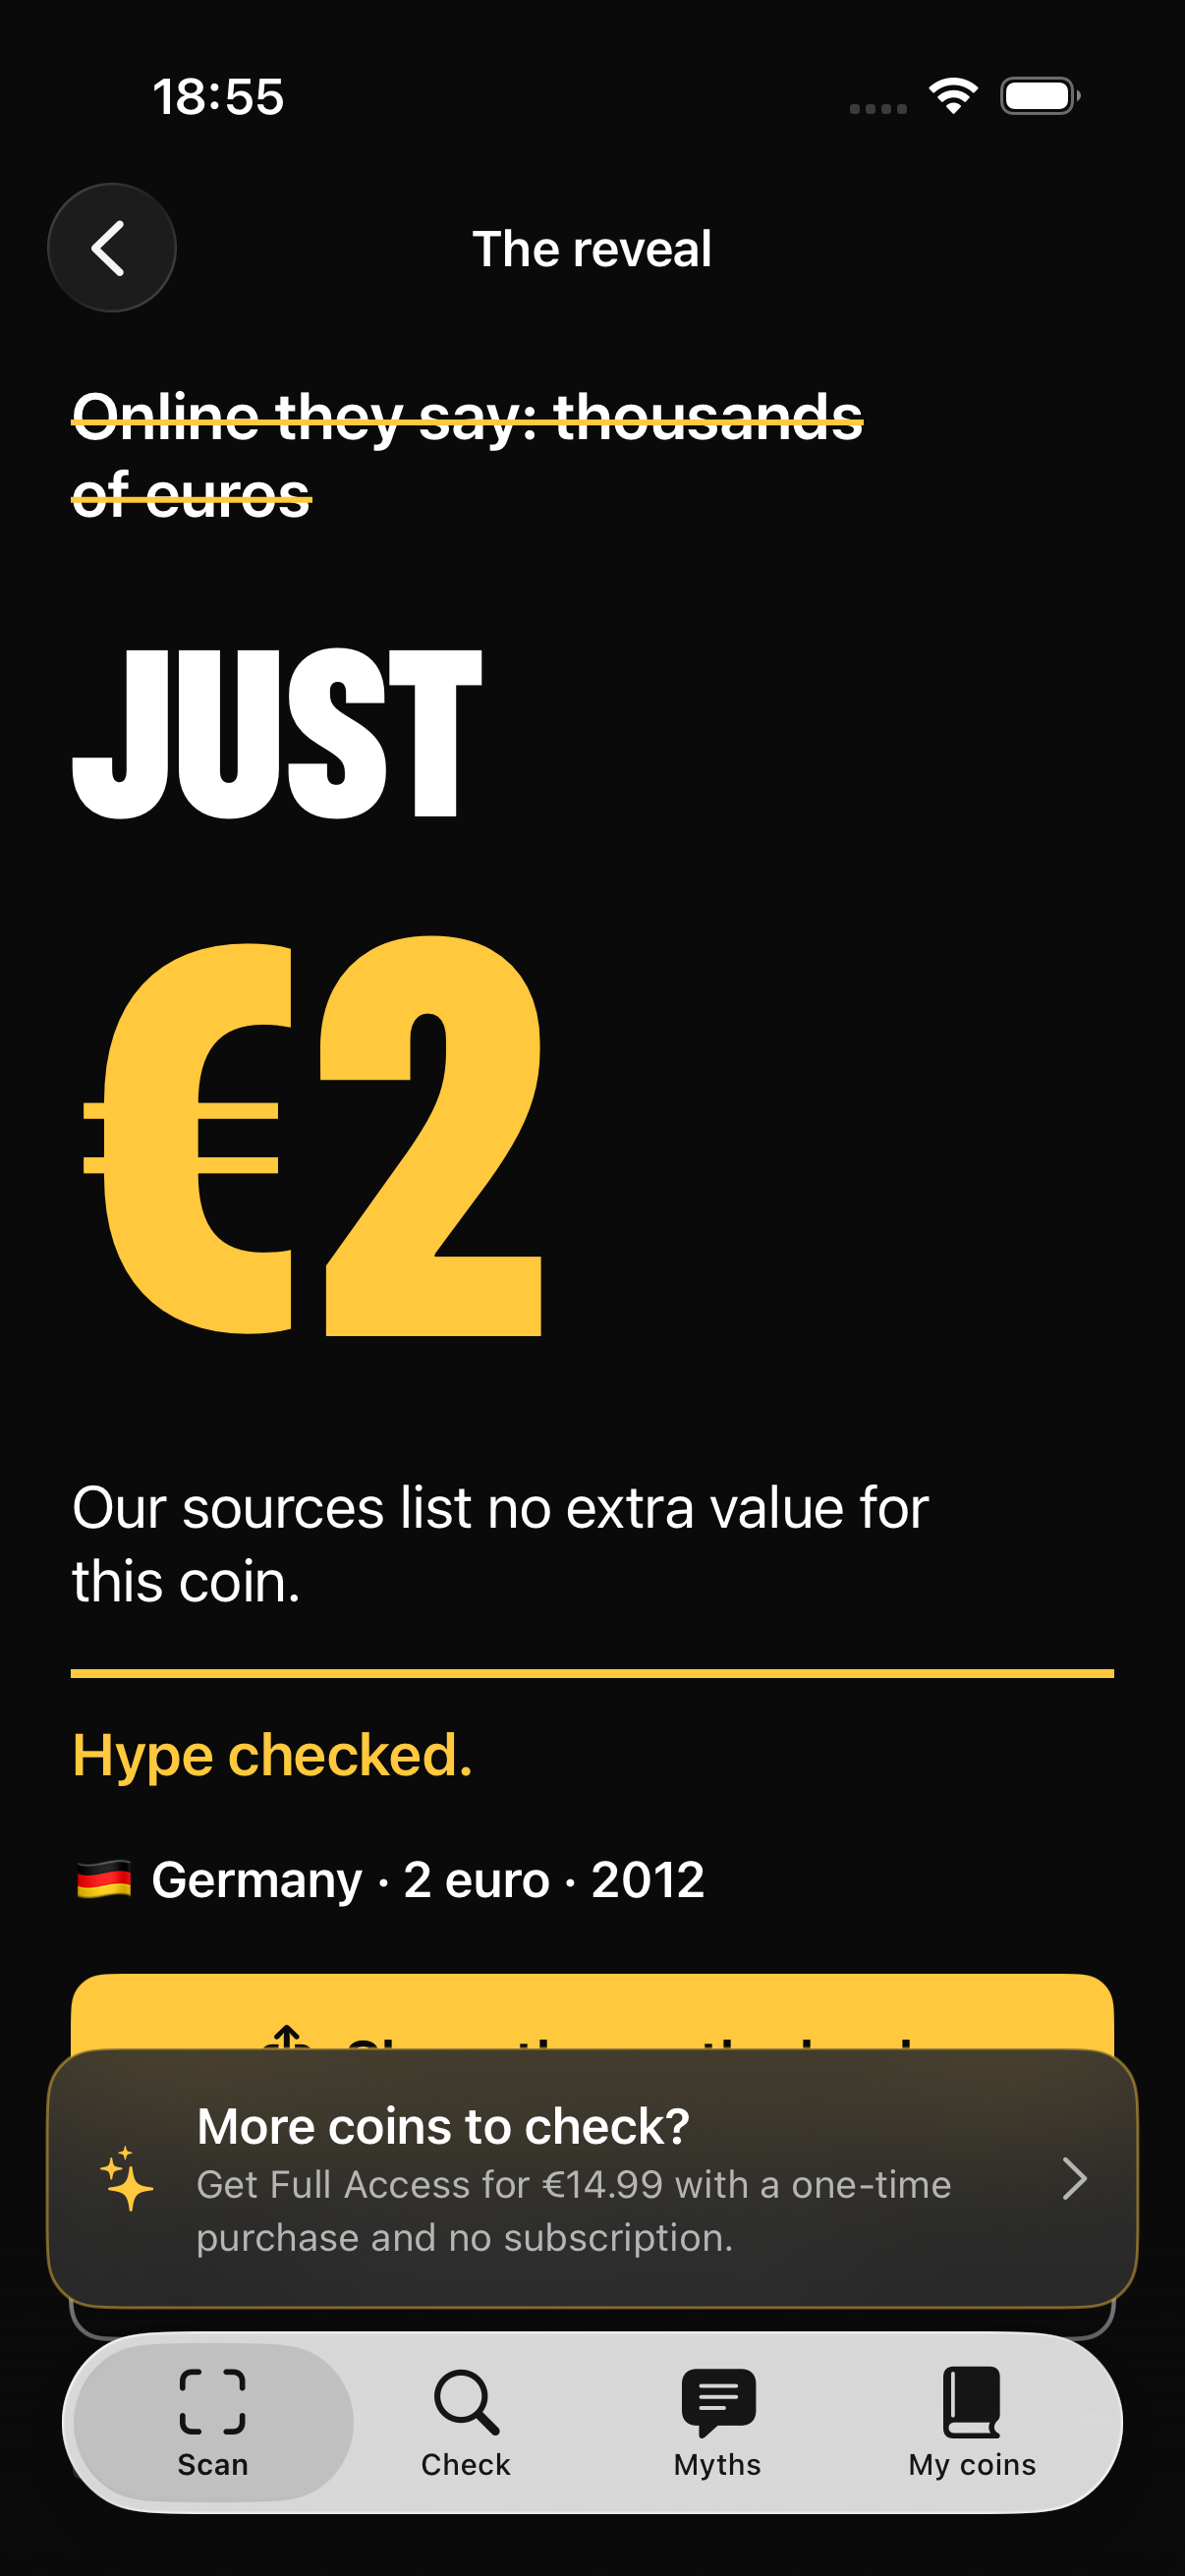 18:55
The reveal
Online they say: thousands
of euros
JUST
€2
Our sources list no extra value for
this coin.
Hype checked.
Germany · 2 euro · 2012
More coins to check?
Get Full Access for €14.99 with a one-time
purchase and no subscription.
Scan
Check
Myths
My coins